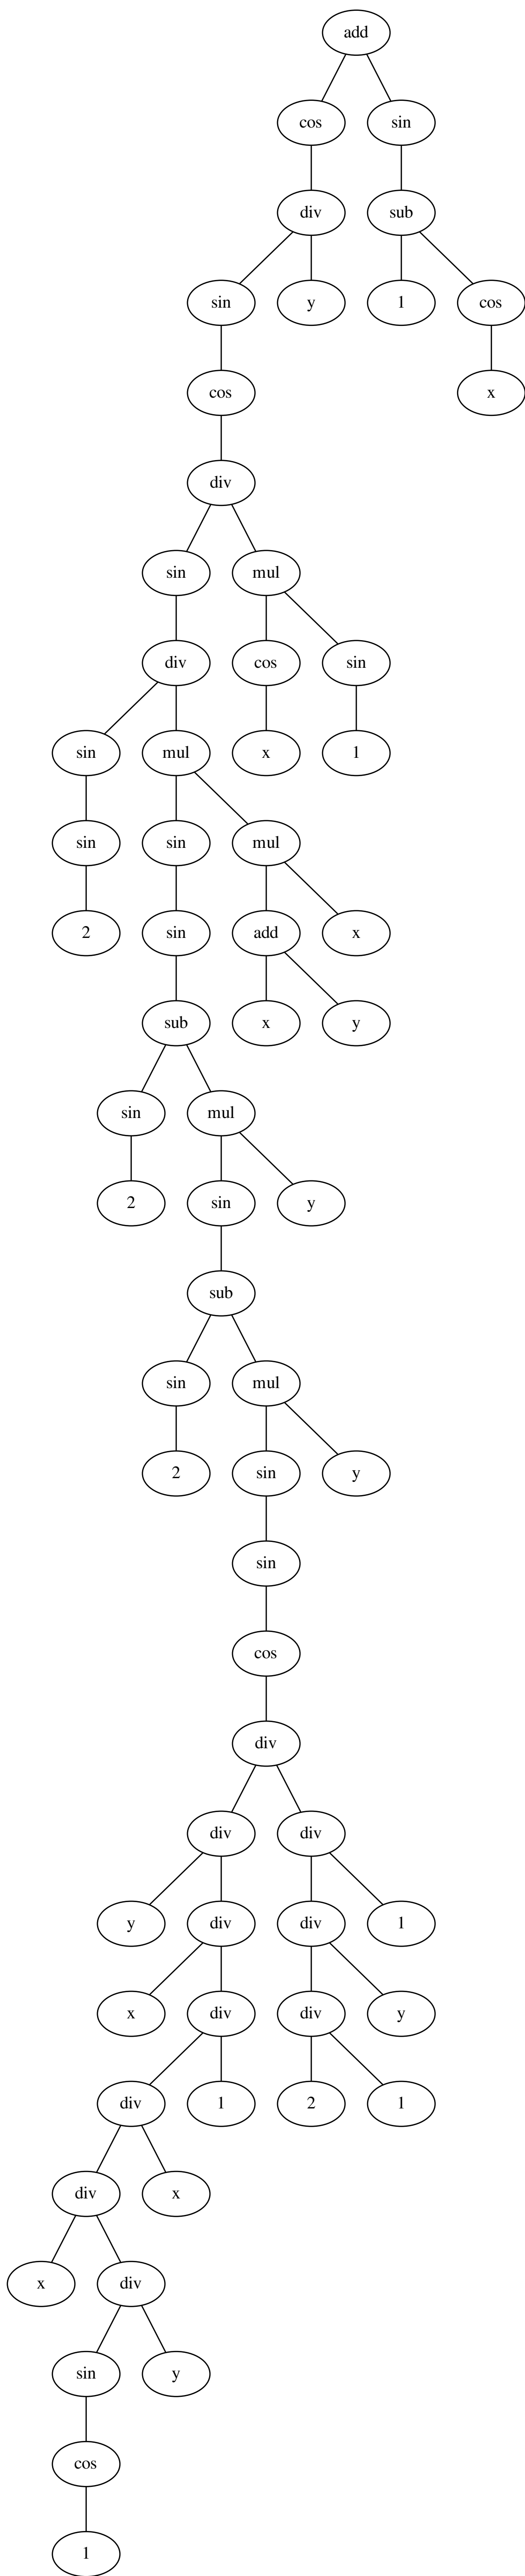 add
cos sin
div sub
sin y 1 cos
cos x
div
sin mul
div cos sin
sin mul x 1
sin sin mul
2 sin add x
sub x y
sin mul
2 sin y
sub
sin mul
2 sin y
sin
cos
div
div div
y div div 1
x div div y
div 1 2 1
div x
x div
sin y
cos
1